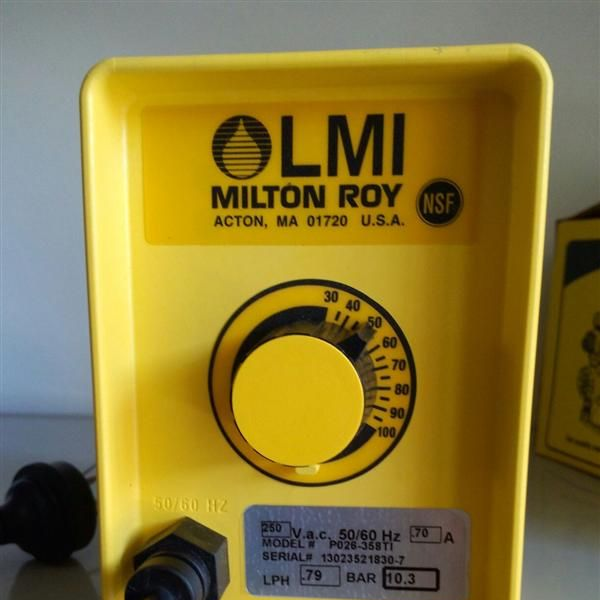 LMI
MILTON ROY
ACTON, MA 01720 U.S.A.
NSF
30
40
50
60
70
80
90
100
50/60 HZ
250 V.a.c. 50/60 Hz .70 A
MODEL # P026-358TI
SERIAL# 13023521830-7
LPH .79 BAR 10.3